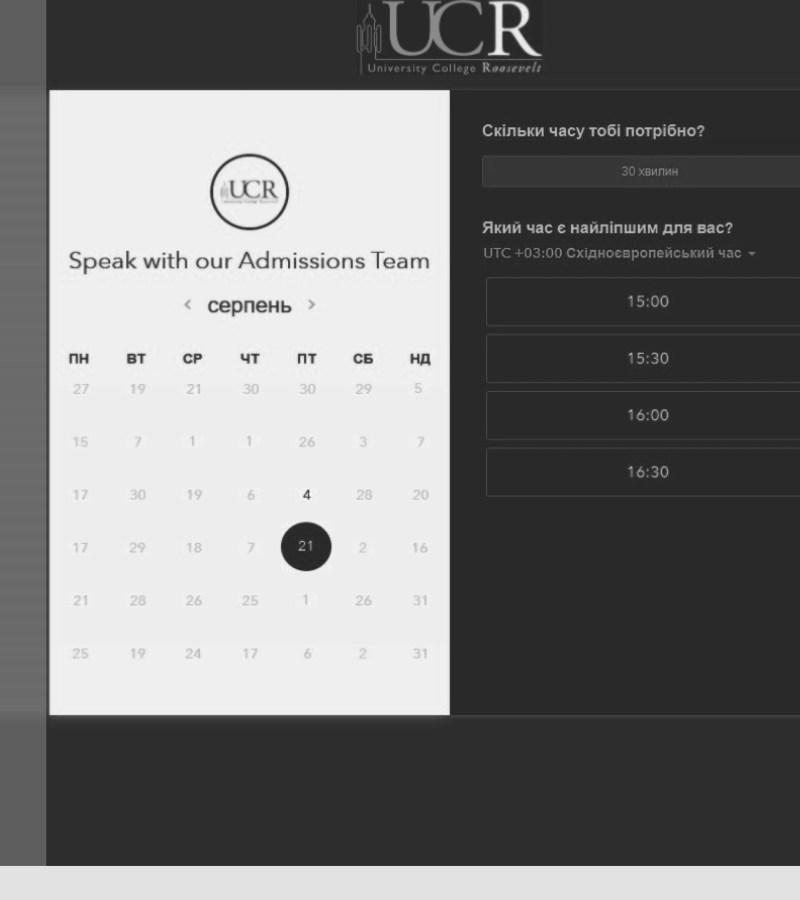 UCR
University College Roosevelt
UCR
Speak with our Admissions Team
< серпень >
ПН ВТ СР ЧТ ПТ СБ НД
27 19 21 30 30 29 5
15 7 1 1 26 3 7
17 30 19 6 4 28 20
17 29 18 7 21 2 16
21 28 26 25 1 26 31
25 19 24 17 6 2 31
Скільки часу тобі потрібно?
30 хвилин
Який час є найліпшим для вас?
UTC +03:00 Східноєвропейський час
15:00
15:30
16:00
16:30